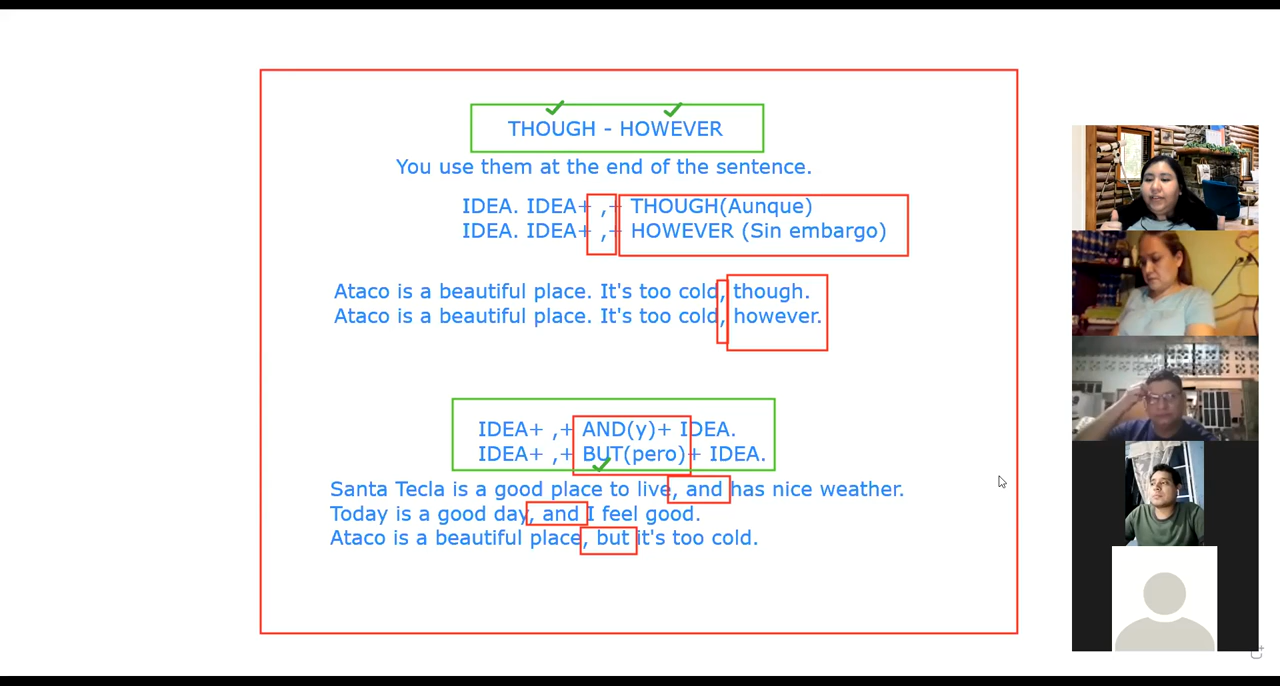 THOUGH - HOWEVER
You use them at the end of the sentence.
IDEA. IDEA+ ,+ THOUGH(Aunque)
IDEA. IDEA+ ,+ HOWEVER (Sin embargo)
Ataco is a beautiful place. It's too cold, though.
Ataco is a beautiful place. It's too cold, however.
IDEA+ ,+ AND(y)+ IDEA.
IDEA+ ,+ BUT(pero)+ IDEA.
Santa Tecla is a good place to live, and has nice weather.
Today is a good day, and I feel good.
Ataco is a beautiful place, but it's too cold.